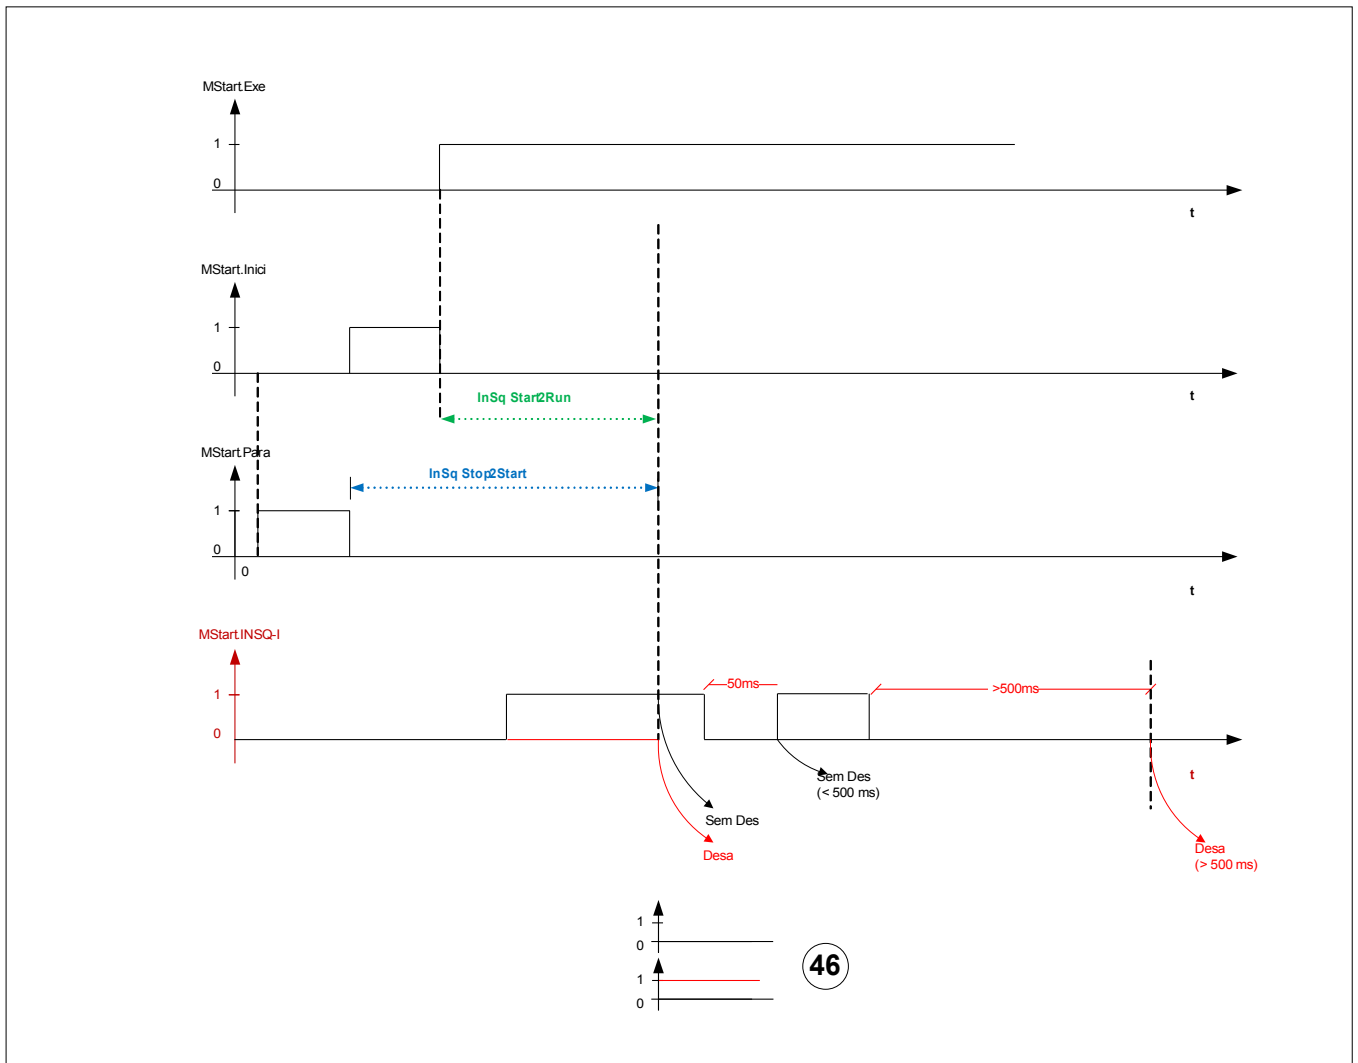 MStart.Exe
1
0
t
MStart.Inici
1
0
t
InSq Start2Run
MStart.Para
InSq Stop2Start
1
0
0
t
MStart.INSQ-I
1
0
50ms
>500ms
t
Sem Des
(< 500 ms)
Sem Des
Desa
Desa
(> 500 ms)
1
0
46
1
0